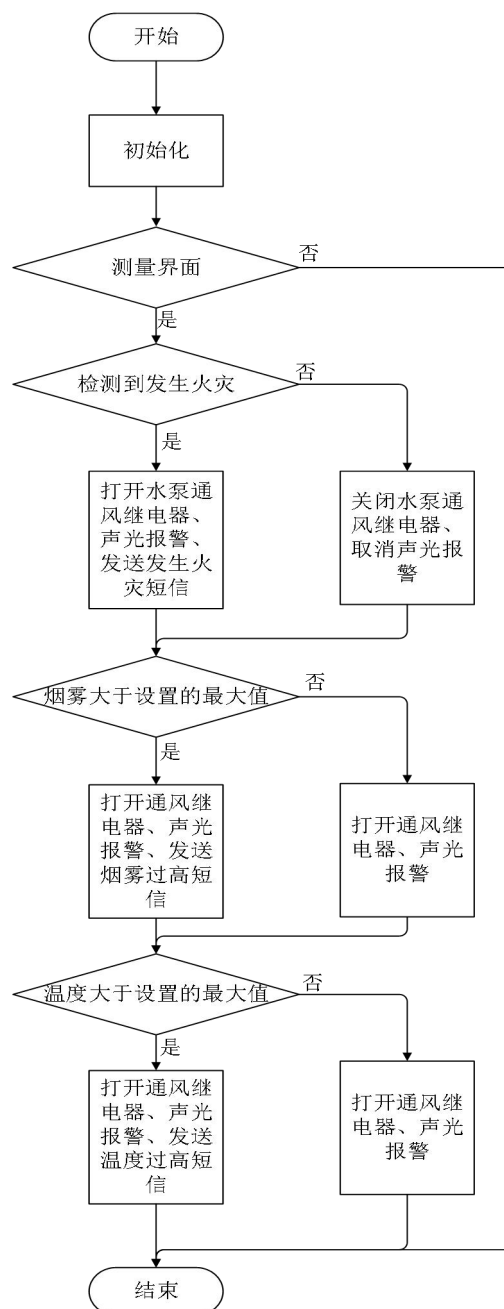 开始
初始化
测量界面
否
是
检测到发生火灾
否
是
打开水泵通
风继电器、
声光报警、
发送发生火
灾短信
关闭水泵通
风继电器、
取消声光报
警
烟雾大于设置的最大值
否
是
打开通风继
电器、声光
报警、发送
烟雾过高短
信
打开通风继
电器、声光
报警
温度大于设置的最大值
否
是
打开通风继
电器、声光
报警、发送
温度过高短
信
打开通风继
电器、声光
报警
结束